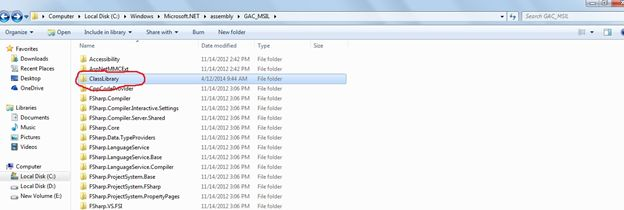 Computer ▸ Local Disk (C:) ▸ Windows ▸ Microsoft.NET ▸ assembly ▸ GAC_MSIL ▸ Search GAC_MSIL
Organize Open Include in library Share with Burn New folder
Favorites
Downloads
Recent Places
Desktop
OneDrive
Libraries
Documents
Music
Pictures
Videos
Computer
Local Disk (C:)
Local Disk (D:)
New Volume (E:)
Name Date modified Type Size
Accessibility 11/14/2012 2:42 PM File folder
AspNetMMCExt 11/14/2012 2:42 PM File folder
ClassLibrary 4/12/2014 9:44 AM File folder
CppCodeProvider 11/14/2012 3:06 PM File folder
FSharp.Compiler 11/14/2012 3:06 PM File folder
FSharp.Compiler.Interactive.Settings 11/14/2012 3:06 PM File folder
FSharp.Compiler.Server.Shared 11/14/2012 3:06 PM File folder
FSharp.Core 11/14/2012 3:06 PM File folder
FSharp.Data.TypeProviders 11/14/2012 3:06 PM File folder
FSharp.LanguageService 11/14/2012 3:06 PM File folder
FSharp.LanguageService.Base 11/14/2012 3:06 PM File folder
FSharp.LanguageService.Compiler 11/14/2012 3:06 PM File folder
FSharp.ProjectSystem.Base 11/14/2012 3:06 PM File folder
FSharp.ProjectSystem.FSharp 11/14/2012 3:06 PM File folder
FSharp.ProjectSystem.PropertyPages 11/14/2012 3:06 PM File folder
FSharp.VS.FSI 11/14/2012 3:06 PM File folder